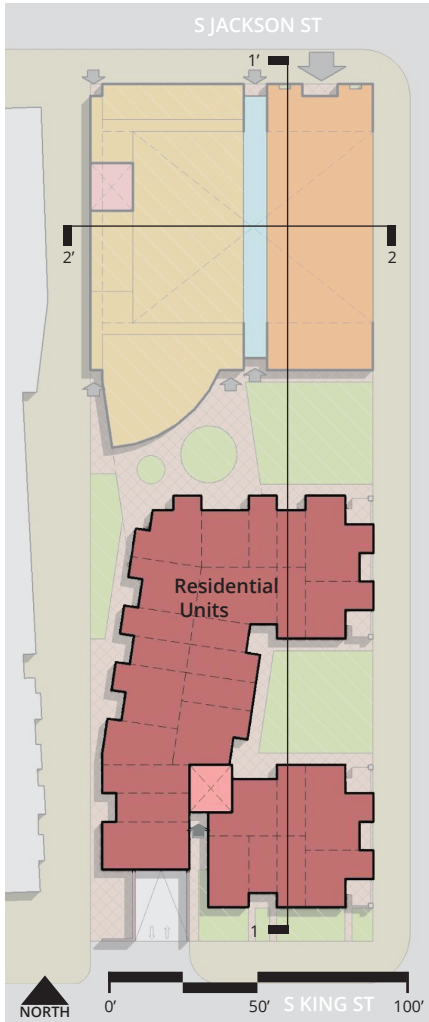 S JACKSON ST
1’
2’
2
Residential
Units
1
NORTH
0’
50’
100’
S KING ST